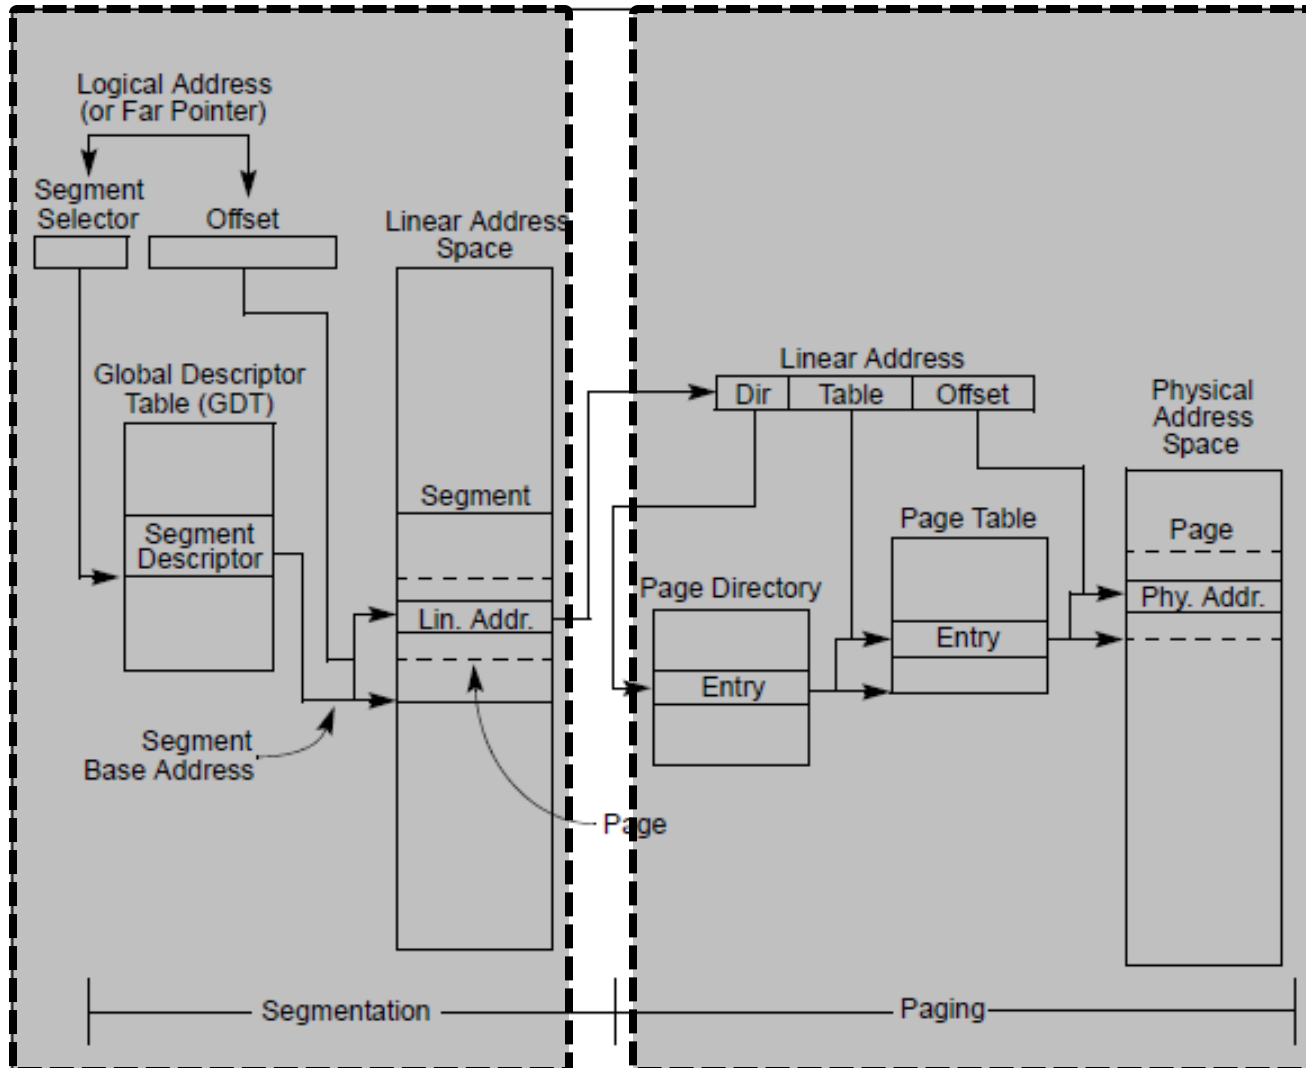 Logical Address
(or Far Pointer)
Segment
Selector
Offset
Linear Address
Space
Global Descriptor
Table (GDT)
Segment
Descriptor
Segment
Lin. Addr.
Segment
Base Address
Page
Linear Address
Dir
Table
Offset
Physical
Address
Space
Page Table
Page
Page Directory
Phy. Addr.
Entry
Entry
Segmentation
Paging